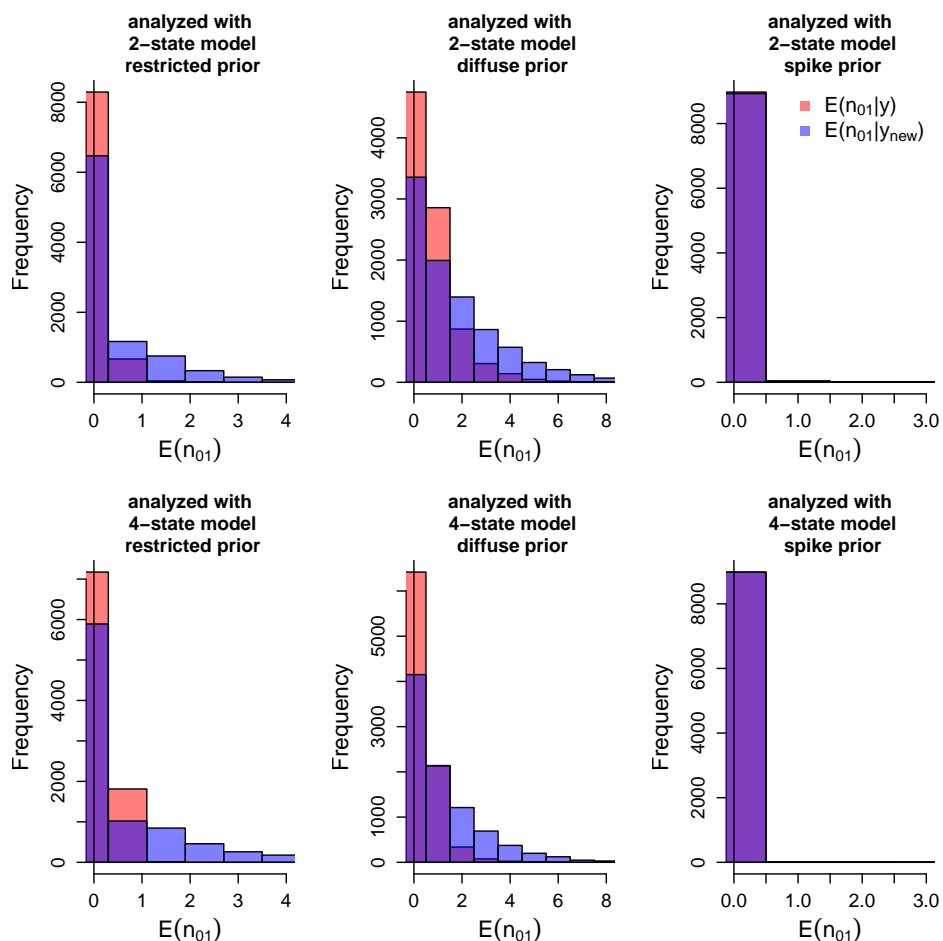 analyzed with
2−state model
restricted prior
Frequency
8000
6000
4000
2000
0
0 1 2 3 4
E(n₀₁)
analyzed with
2−state model
diffuse prior
Frequency
4000
3000
2000
1000
0
0 2 4 6 8
E(n₀₁)
analyzed with
2−state model
spike prior
E(n₀₁|y)
E(n₀₁|yₙₑw)
Frequency
8000
6000
4000
2000
0
0.0 1.0 2.0 3.0
E(n₀₁)
analyzed with
4−state model
restricted prior
Frequency
6000
4000
2000
0
0 1 2 3 4
E(n₀₁)
analyzed with
4−state model
diffuse prior
Frequency
5000
3000
1000
0
0 2 4 6 8
E(n₀₁)
analyzed with
4−state model
spike prior
Frequency
8000
6000
4000
2000
0
0.0 1.0 2.0 3.0
E(n₀₁)